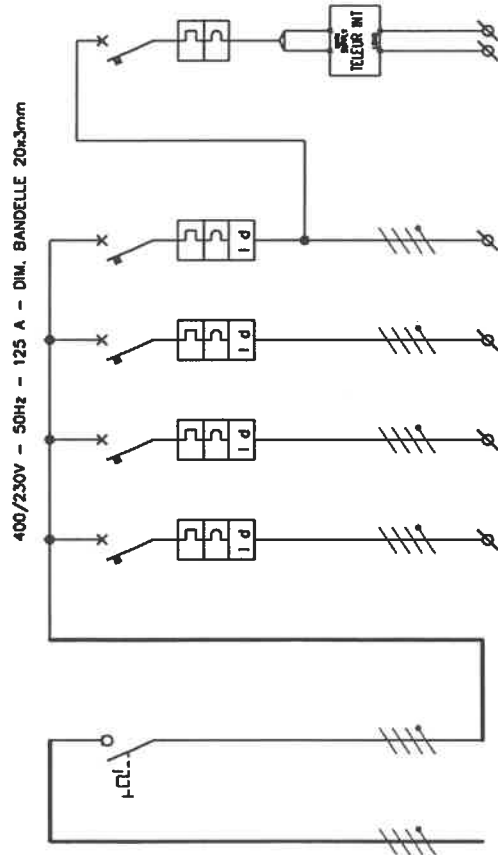 400/230V - 50Hz - 125 A - DIM. BANDELLE 20x3mm
TELEUR INT
I d
I d
I d
I d